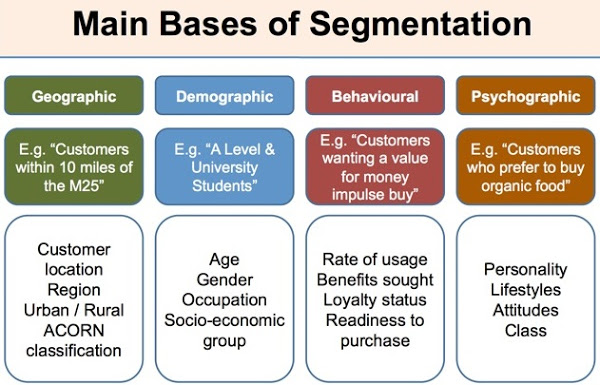 Main Bases of Segmentation
Geographic
Demographic
Behavioural
Psychographic
E.g. “Customers
within 10 miles of
the M25”
E.g. “A Level &
University
Students”
E.g. “Customers
wanting a value
for money
impulse buy”
E.g. “Customers
who prefer to buy
organic food”
Customer
location
Region
Urban / Rural
ACORN
classification
Age
Gender
Occupation
Socio-economic
group
Rate of usage
Benefits sought
Loyalty status
Readiness to
purchase
Personality
Lifestyles
Attitudes
Class